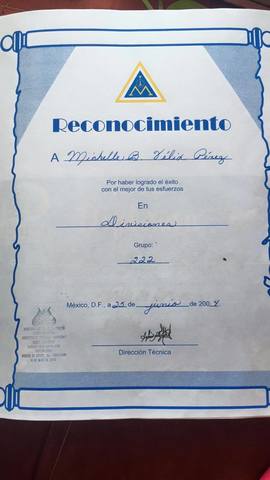 Reconocimiento
A Michelle B. Félix Pérez
Por haber logrado el éxito
con el mejor de tus esfuerzos
En
Divisiones
Grupo:
222
México, D.F., a 25 de junio de 2004
Dirección Técnica